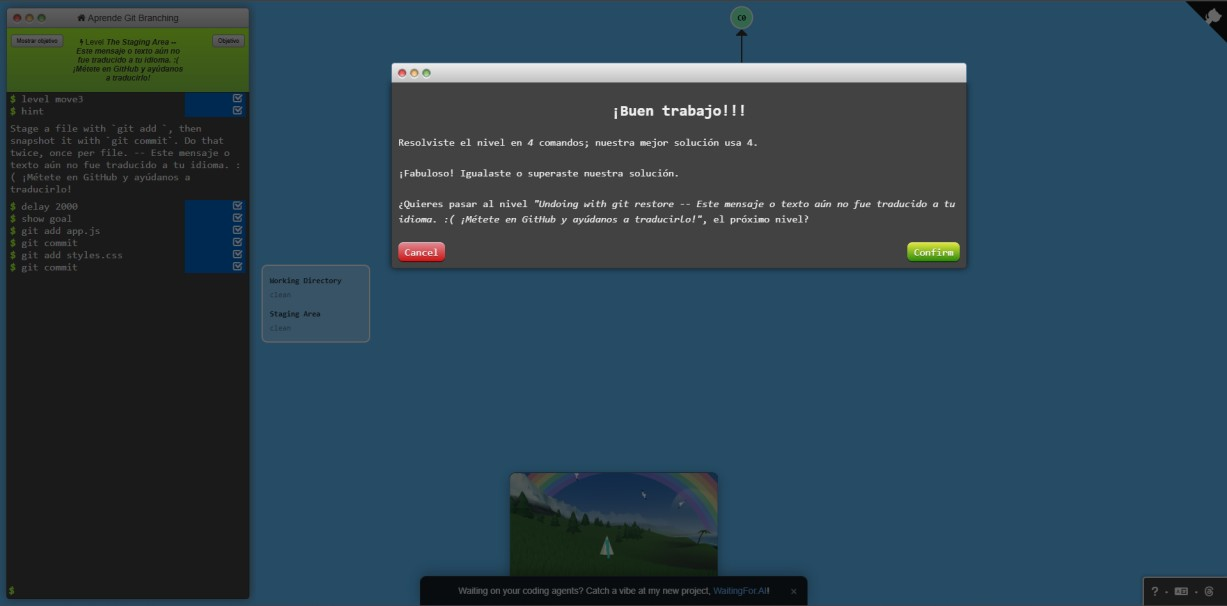 Aprende Git Branching
Mostrar objetivo
Level The Staging Area --
Este mensaje o texto aún no
fue traducido a tu idioma. :(
¡Métete en GitHub y ayúdanos
a traducirlo!
Objetivo
$ level move3
$ hint
Stage a file with `git add `, then
snapshot it with `git commit`. Do that
twice, once per file. -- Este mensaje o
texto aún no fue traducido a tu idioma. :
( ¡Métete en GitHub y ayúdanos a
traducirlo!
$ delay 2000
$ show goal
$ git add app.js
$ git commit
$ git add styles.css
$ git commit
$
C0
Working Directory
clean
Staging Area
clean
¡Buen trabajo!!!
Resolviste el nivel en 4 comandos; nuestra mejor solución usa 4.
¡Fabuloso! Igualaste o superaste nuestra solución.
¿Quieres pasar al nivel "Undoing with git restore -- Este mensaje o texto aún no fue traducido a tu
idioma. :( ¡Métete en GitHub y ayúdanos a traducirlo!", el próximo nivel?
Cancel
Confirm
Waiting on your coding agents? Catch a vibe at my new project, WaitingFor.AI!
×
?